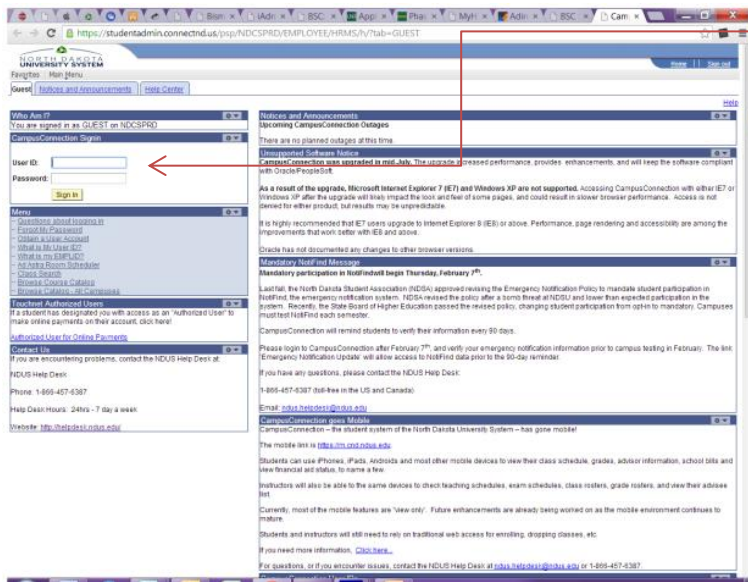 Bism
iAdn
BSC
Appl
Phar
MyH
Adin
BSC
Cam
https://studentadmin.connectnd.us/psp/NDCSPRD/EMPLOYEE/HRMS/h/?tab=GUEST
NORTH DAKOTA
UNIVERSITY SYSTEM
Home | Sign out
Favorites Main Menu
Guest Notices and Announcements Help Center
Help
Who Am I?
You are signed in as GUEST on NDCSPRD
CampusConnection Signin
User ID:
Password:
Sign In
Menu
Questions about logging in
Forgot My Password
Obtain a User Account
What is My User ID?
What is my EMPLID?
Ad Astra Room Scheduler
Class Search
Browse Course Catalog
Browse Catalog - All Campuses
Touchnet Authorized Users
If a student has designated you with access as an "Authorized User" to
make online payments on their account, click here!
Authorized User for Online Payments
Contact Us
If you are encountering problems, contact the NDUS Help Desk at:
NDUS Help Desk
Phone: 1-866-457-6387
Help Desk Hours: 24hrs - 7 day a week
Website: http://helpdesk.ndus.edu/
Notices and Announcements
Upcoming CampusConnection Outages
There are no planned outages at this time.
Unsupported Software Notice
CampusConnection was upgraded in mid-July. The upgrade increased performance, provides enhancements, and will keep the software compliant
with Oracle/PeopleSoft.
As a result of the upgrade, Microsoft Internet Explorer 7 (IE7) and Windows XP are not supported. Accessing CampusConnection with either IE7 or
Windows XP after the upgrade will likely impact the look and feel of some pages, and could result in slower browser performance. Access is not
denied for either product, but results may be unpredictable.
It is highly recommended that IE7 users upgrade to Internet Explorer 8 (IE8) or above. Performance, page rendering and accessibility are among the
improvements that work better with IE8 and above.
Oracle has not documented any changes to other browser versions.
Mandatory NotiFind Message
Mandatory participation in NotiFindwill begin Thursday, February 7th.
Last fall, the North Dakota Student Association (NDSA) approved revising the Emergency Notification Policy to mandate student participation in
NotiFind, the emergency notification system. NDSA revised the policy after a bomb threat at NDSU and lower than expected participation in the
system. Recently, the State Board of Higher Education passed the revised policy, changing student participation from opt-in to mandatory. Campuses
must test NotiFind each semester.
CampusConnection will remind students to verify their information every 90 days.
Please login to CampusConnection after February 7th, and verify your emergency notification information prior to campus testing in February. The link
'Emergency Notification Update' will allow access to NotiFind data prior to the 90-day reminder.
If you have any questions, please contact the NDUS Help Desk:
1-866-457-6387 (toll-free in the US and Canada)
Email: ndus.helpdesk@ndus.edu
CampusConnection goes Mobile
CampusConnection – the student system of the North Dakota University System – has gone mobile!
The mobile link is https://m.cnd.ndus.edu.
Students can use iPhones, iPads, Androids and most other mobile devices to view their class schedule, grades, advisor information, school bills and
view financial aid status, to name a few.
Instructors will also be able to the same devices to check teaching schedules, exam schedules, class rosters, grade rosters, and view their advisee
list.
Currently, most of the mobile features are 'view only'. Future enhancements are already being worked on as the mobile environment continues to
mature.
Students and instructors will still need to rely on traditional web access for enrolling, dropping classes, etc.
If you need more information, Click here...
For questions, or if you encounter issues, contact the NDUS Help Desk at ndus.helpdesk@ndus.edu or 1-866-457-6387.